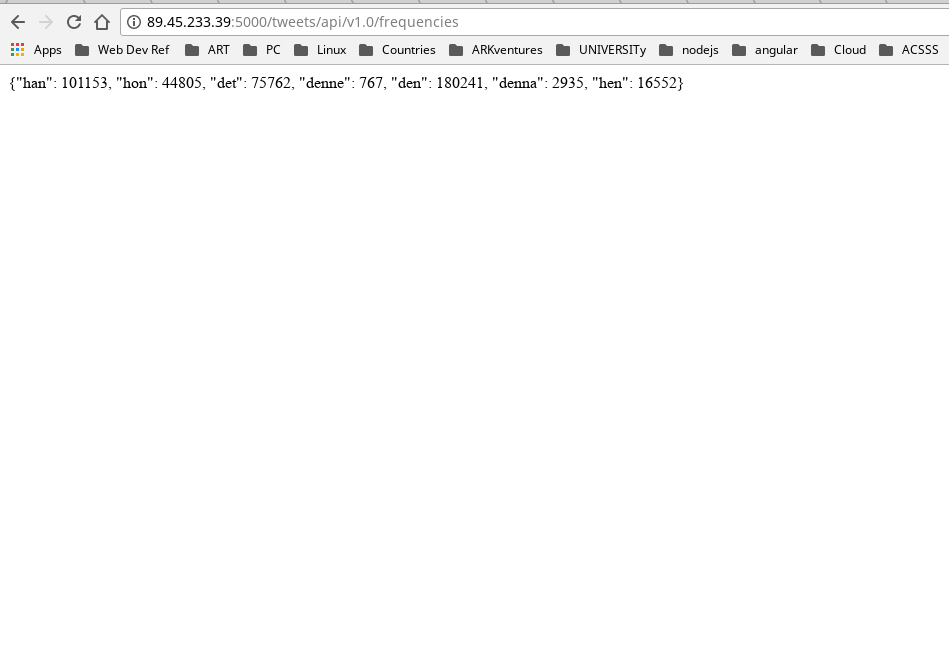 89.45.233.39:5000/tweets/api/v1.0/frequencies
Apps Web Dev Ref ART PC Linux Countries ARKventures UNIVERSITy nodejs angular Cloud ACSSS
{"han": 101153, "hon": 44805, "det": 75762, "denne": 767, "den": 180241, "denna": 2935, "hen": 16552}